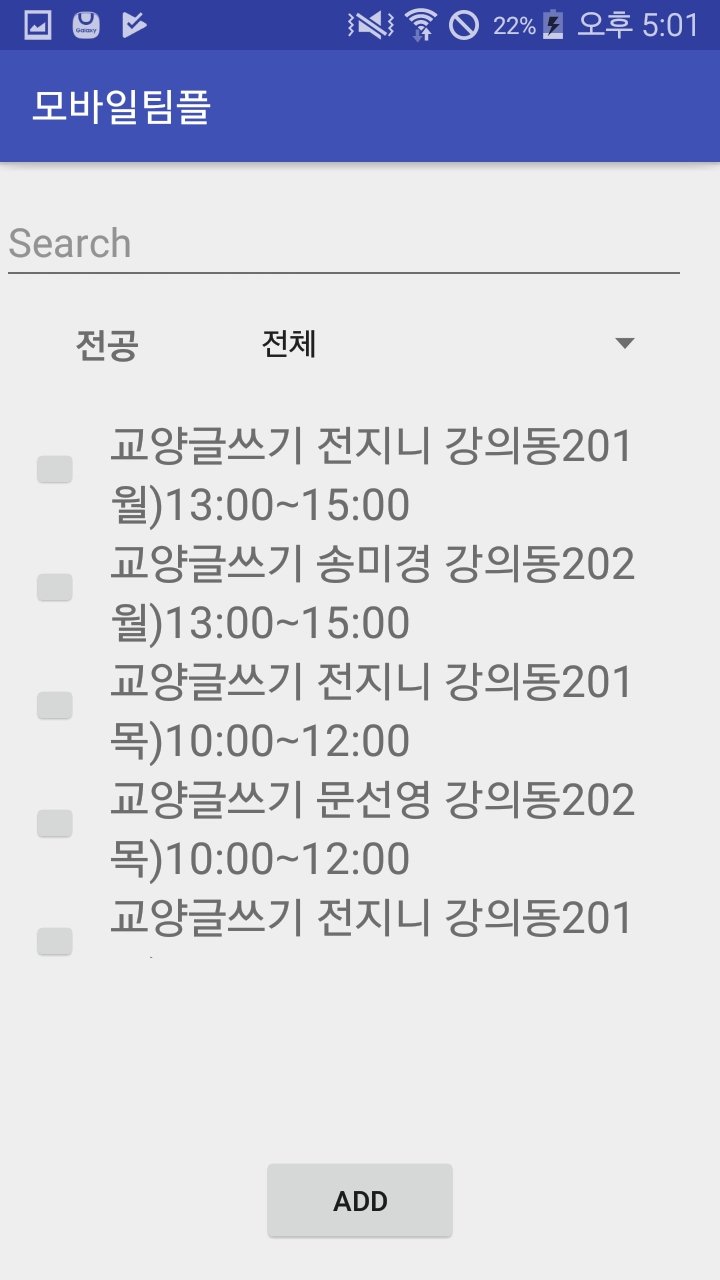 Galaxy
22% 오후 5:01
모바일팀플
Search
전공 전체
교양글쓰기 전지니 강의동201
월)13:00~15:00
교양글쓰기 송미경 강의동202
월)13:00~15:00
교양글쓰기 전지니 강의동201
목)10:00~12:00
교양글쓰기 문선영 강의동202
목)10:00~12:00
교양글쓰기 전지니 강의동201
ADD